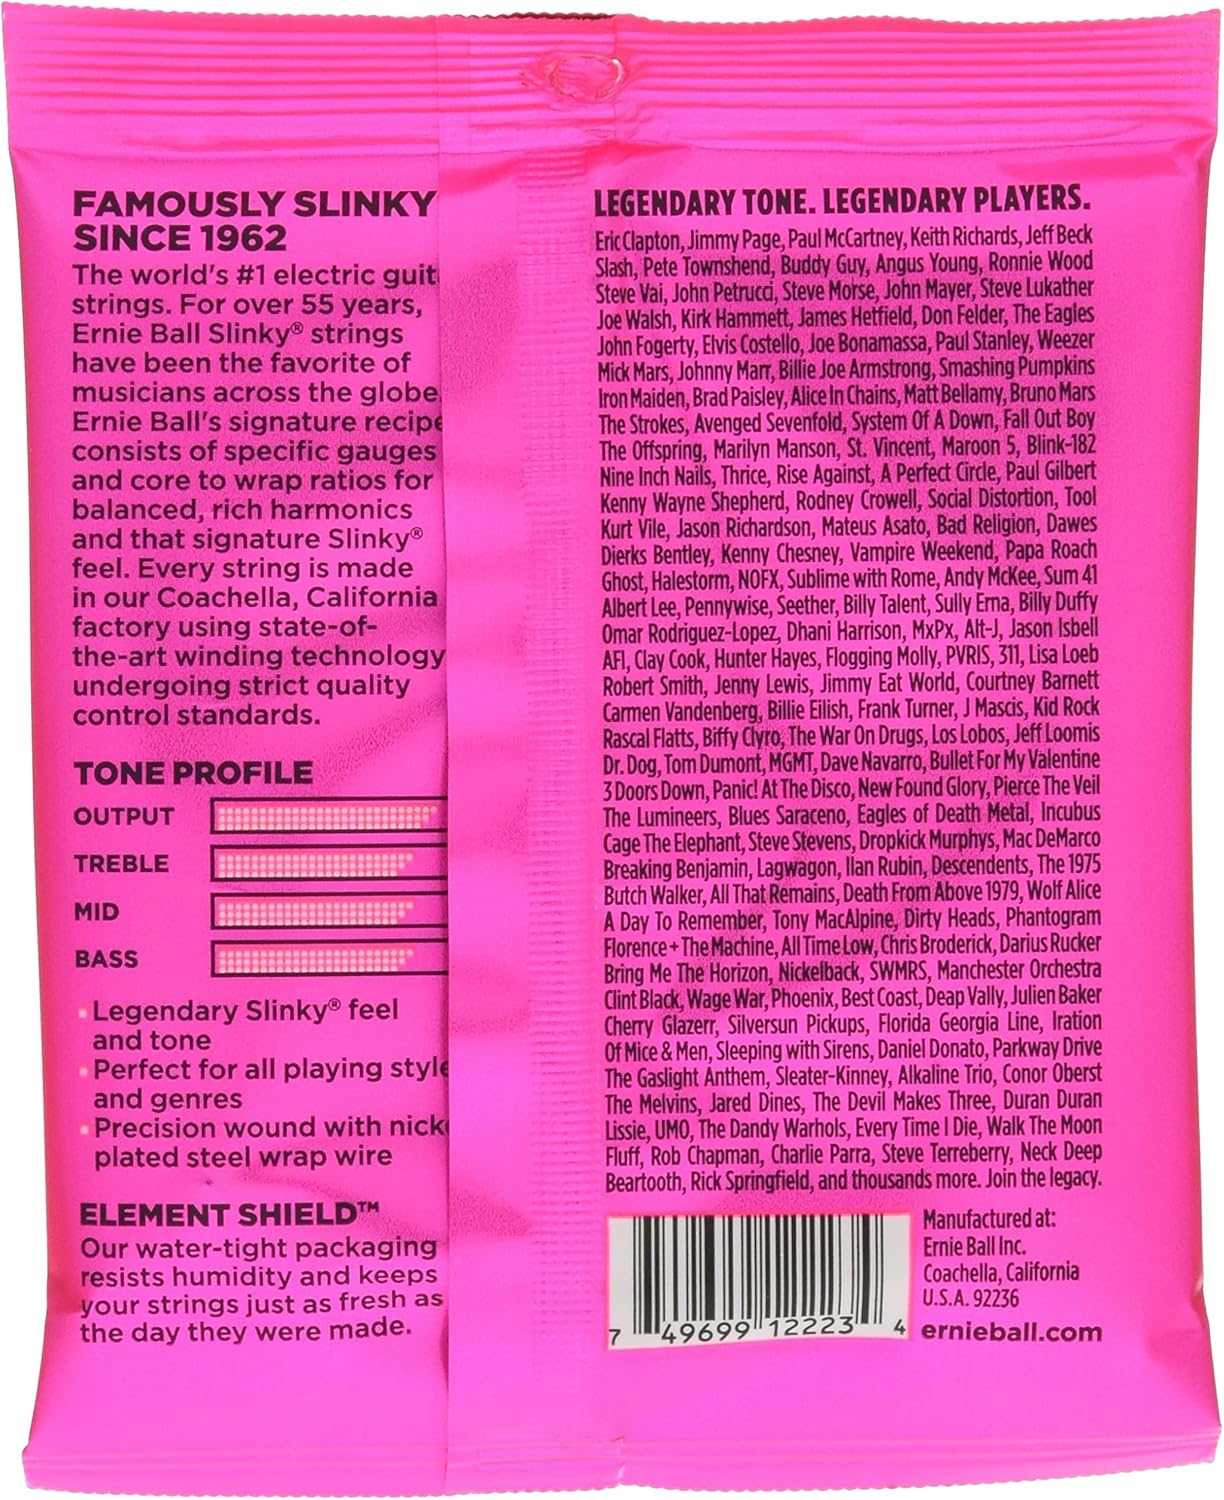 FAMOUSLY SLINKY
SINCE 1962
The world's #1 electric guit
strings. For over 55 years,
Ernie Ball Slinky® strings
have been the favorite of
musicians across the globe.
Ernie Ball's signature recipe
consists of specific gauges
and core to wrap ratios for
balanced, rich harmonics
and that signature Slinky®
feel. Every string is made
in our Coachella, California
factory using state-of-
the-art winding technology
undergoing strict quality
control standards.
TONE PROFILE
OUTPUT
TREBLE
MID
BASS
Legendary Slinky® feel
and tone
Perfect for all playing style
and genres
Precision wound with nick
plated steel wrap wire
ELEMENT SHIELD™
Our water-tight packaging
resists humidity and keeps
your strings just as fresh as
the day they were made.
LEGENDARY TONE. LEGENDARY PLAYERS.
Eric Clapton, Jimmy Page, Paul McCartney, Keith Richards, Jeff Beck
Slash, Pete Townshend, Buddy Guy, Angus Young, Ronnie Wood
Steve Vai, John Petrucci, Steve Morse, John Mayer, Steve Lukather
Joe Walsh, Kirk Hammett, James Hetfield, Don Felder, The Eagles
John Fogerty, Elvis Costello, Joe Bonamassa, Paul Stanley, Weezer
Mick Mars, Johnny Marr, Billie Joe Armstrong, Smashing Pumpkins
Iron Maiden, Brad Paisley, Alice In Chains, Matt Bellamy, Bruno Mars
The Strokes, Avenged Sevenfold, System Of A Down, Fall Out Boy
The Offspring, Marilyn Manson, St. Vincent, Maroon 5, Blink-182
Nine Inch Nails, Thrice, Rise Against, A Perfect Circle, Paul Gilbert
Kenny Wayne Shepherd, Rodney Crowell, Social Distortion, Tool
Kurt Vile, Jason Richardson, Mateus Asato, Bad Religion, Dawes
Dierks Bentley, Kenny Chesney, Vampire Weekend, Papa Roach
Ghost, Halestorm, NOFX, Sublime with Rome, Andy McKee, Sum 41
Albert Lee, Pennywise, Seether, Billy Talent, Sully Erna, Billy Duffy
Omar Rodriguez-Lopez, Dhani Harrison, MxPx, Alt-J, Jason Isbell
AFI, Clay Cook, Hunter Hayes, Flogging Molly, PVRIS, 311, Lisa Loeb
Robert Smith, Jenny Lewis, Jimmy Eat World, Courtney Barnett
Carmen Vandenberg, Billie Eilish, Frank Turner, J Mascis, Kid Rock
Rascal Flatts, Biffy Clyro, The War On Drugs, Los Lobos, Jeff Loomis
Dr. Dog, Tom Dumont, MGMT, Dave Navarro, Bullet For My Valentine
3 Doors Down, Panic! At The Disco, New Found Glory, Pierce The Veil
The Lumineers, Blues Saraceno, Eagles of Death Metal, Incubus
Cage The Elephant, Steve Stevens, Dropkick Murphys, Mac DeMarco
Breaking Benjamin, Lagwagon, Ilan Rubin, Descendents, The 1975
Butch Walker, All That Remains, Death From Above 1979, Wolf Alice
A Day To Remember, Tony MacAlpine, Dirty Heads, Phantogram
Florence + The Machine, All Time Low, Chris Broderick, Darius Rucker
Bring Me The Horizon, Nickelback, SWMRS, Manchester Orchestra
Clint Black, Wage War, Phoenix, Best Coast, Deap Vally, Julien Baker
Cherry Glazerr, Silversun Pickups, Florida Georgia Line, Iration
Of Mice & Men, Sleeping with Sirens, Daniel Donato, Parkway Drive
The Gaslight Anthem, Sleater-Kinney, Alkaline Trio, Conor Oberst
The Melvins, Jared Dines, The Devil Makes Three, Duran Duran
Lissie, UMO, The Dandy Warhols, Every Time I Die, Walk The Moon
Fluff, Rob Chapman, Charlie Parra, Steve Terreberry, Neck Deep
Beartooth, Rick Springfield, and thousands more. Join the legacy.
7 49699 12223 4
Manufactured at:
Ernie Ball Inc.
Coachella, California
U.S.A. 92236
ernieball.com